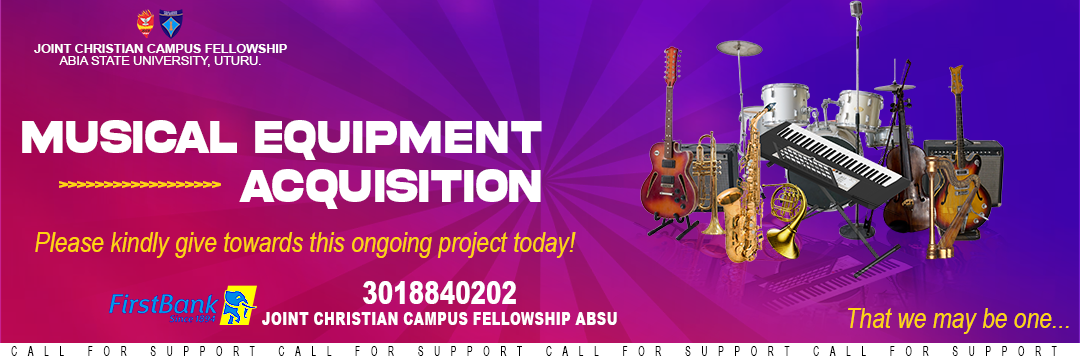 JOINT CHRISTIAN CAMPUS FELLOWSHIP
ABIA STATE UNIVERSITY, UTURU.
MUSICAL EQUIPMENT
>>>>>>>>>>>>>>>>>> ACQUISITION
Please kindly give towards this ongoing project today!
FirstBank
Since 1894
3018840202
JOINT CHRISTIAN CAMPUS FELLOWSHIP ABSU
That we may be one...
CALL FOR SUPPORT CALL FOR SUPPORT CALL FOR SUPPORT CALL FOR SUPPORT